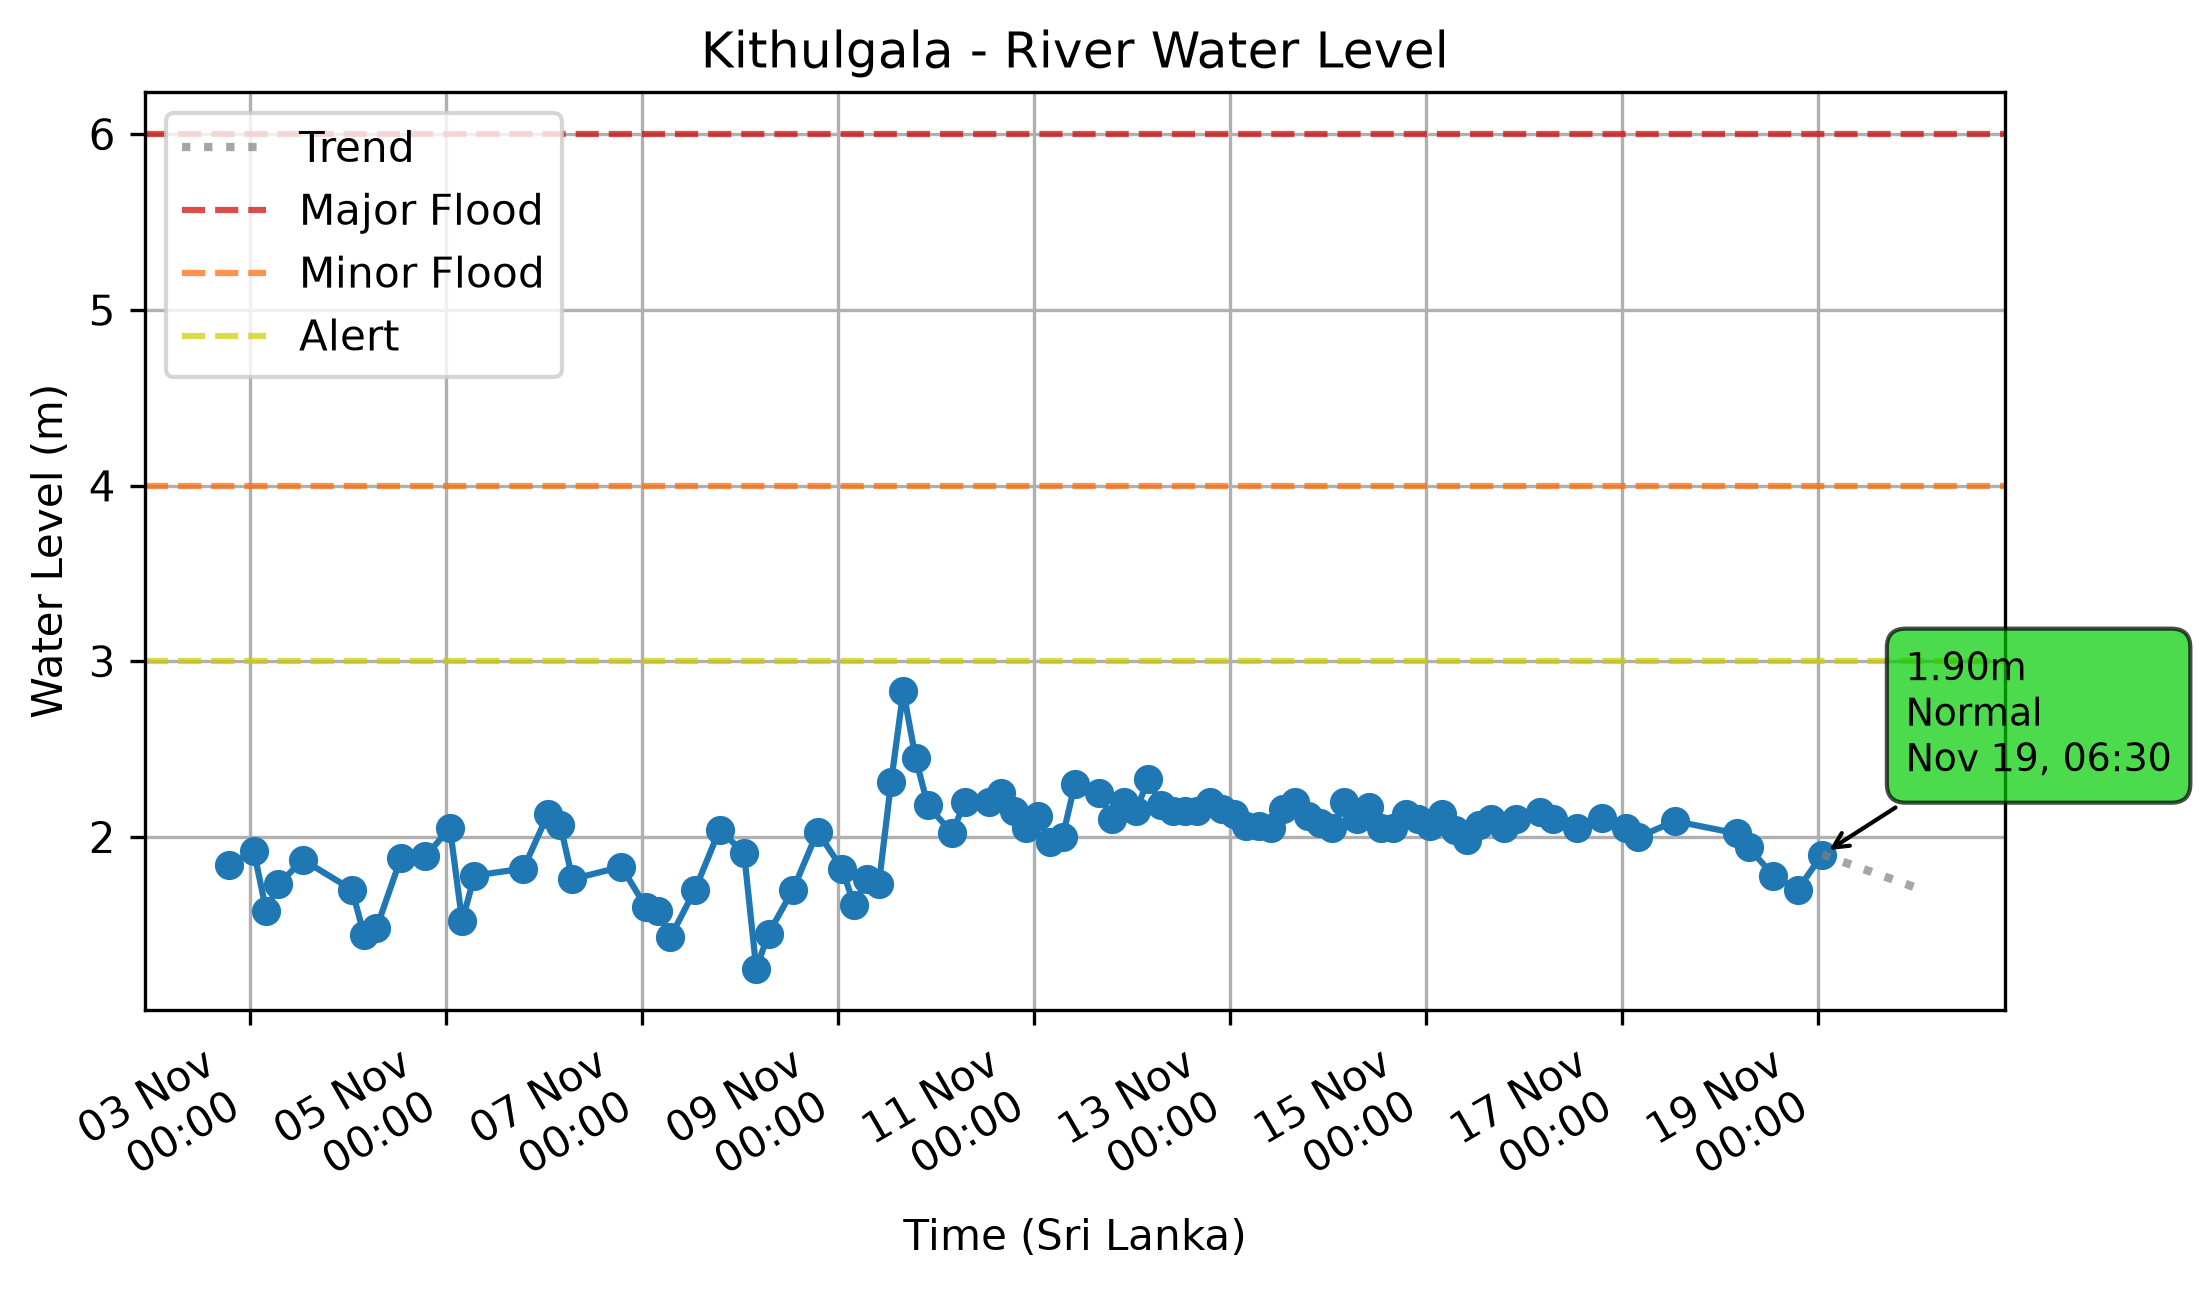 Kithulgala - River Water Level
Trend
Major Flood
Minor Flood
Alert
6
5
4
3
2
Water Level (m)
1.90m
Normal
Nov 19, 06:30
03 Nov
00:00
05 Nov
00:00
07 Nov
00:00
09 Nov
00:00
11 Nov
00:00
13 Nov
00:00
15 Nov
00:00
17 Nov
00:00
19 Nov
00:00
Time (Sri Lanka)